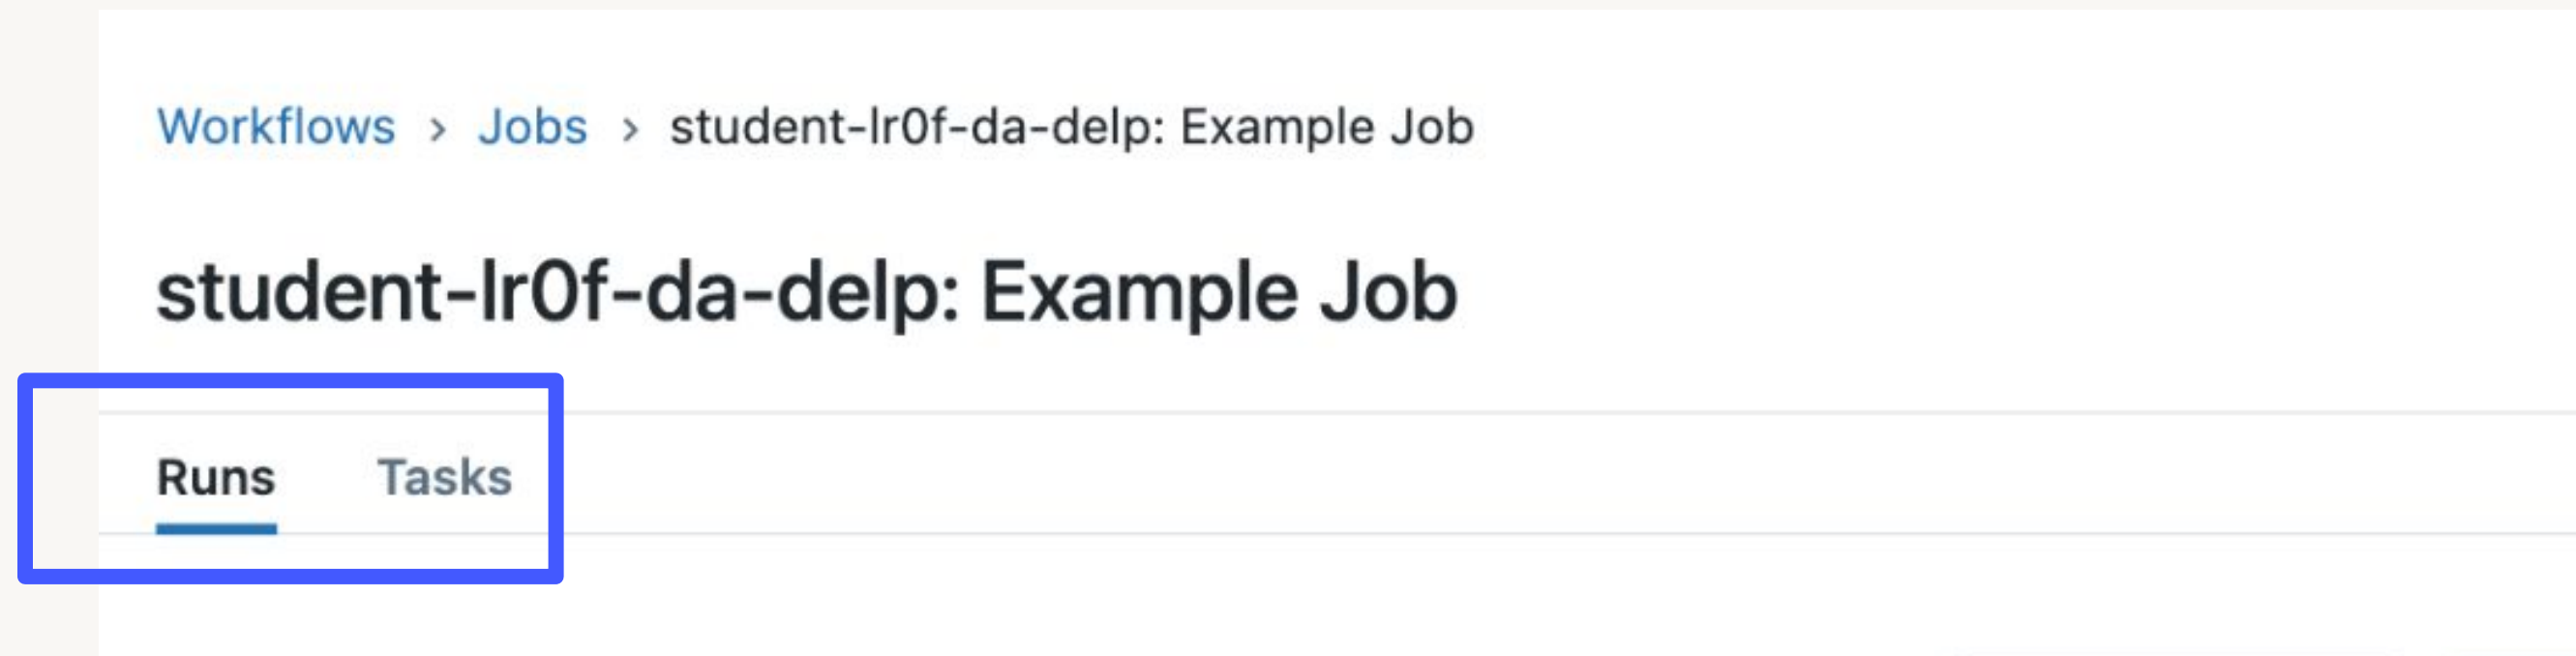 Workflows > Jobs > student-lr0f-da-delp: Example Job
student-lr0f-da-delp: Example Job
Runs Tasks